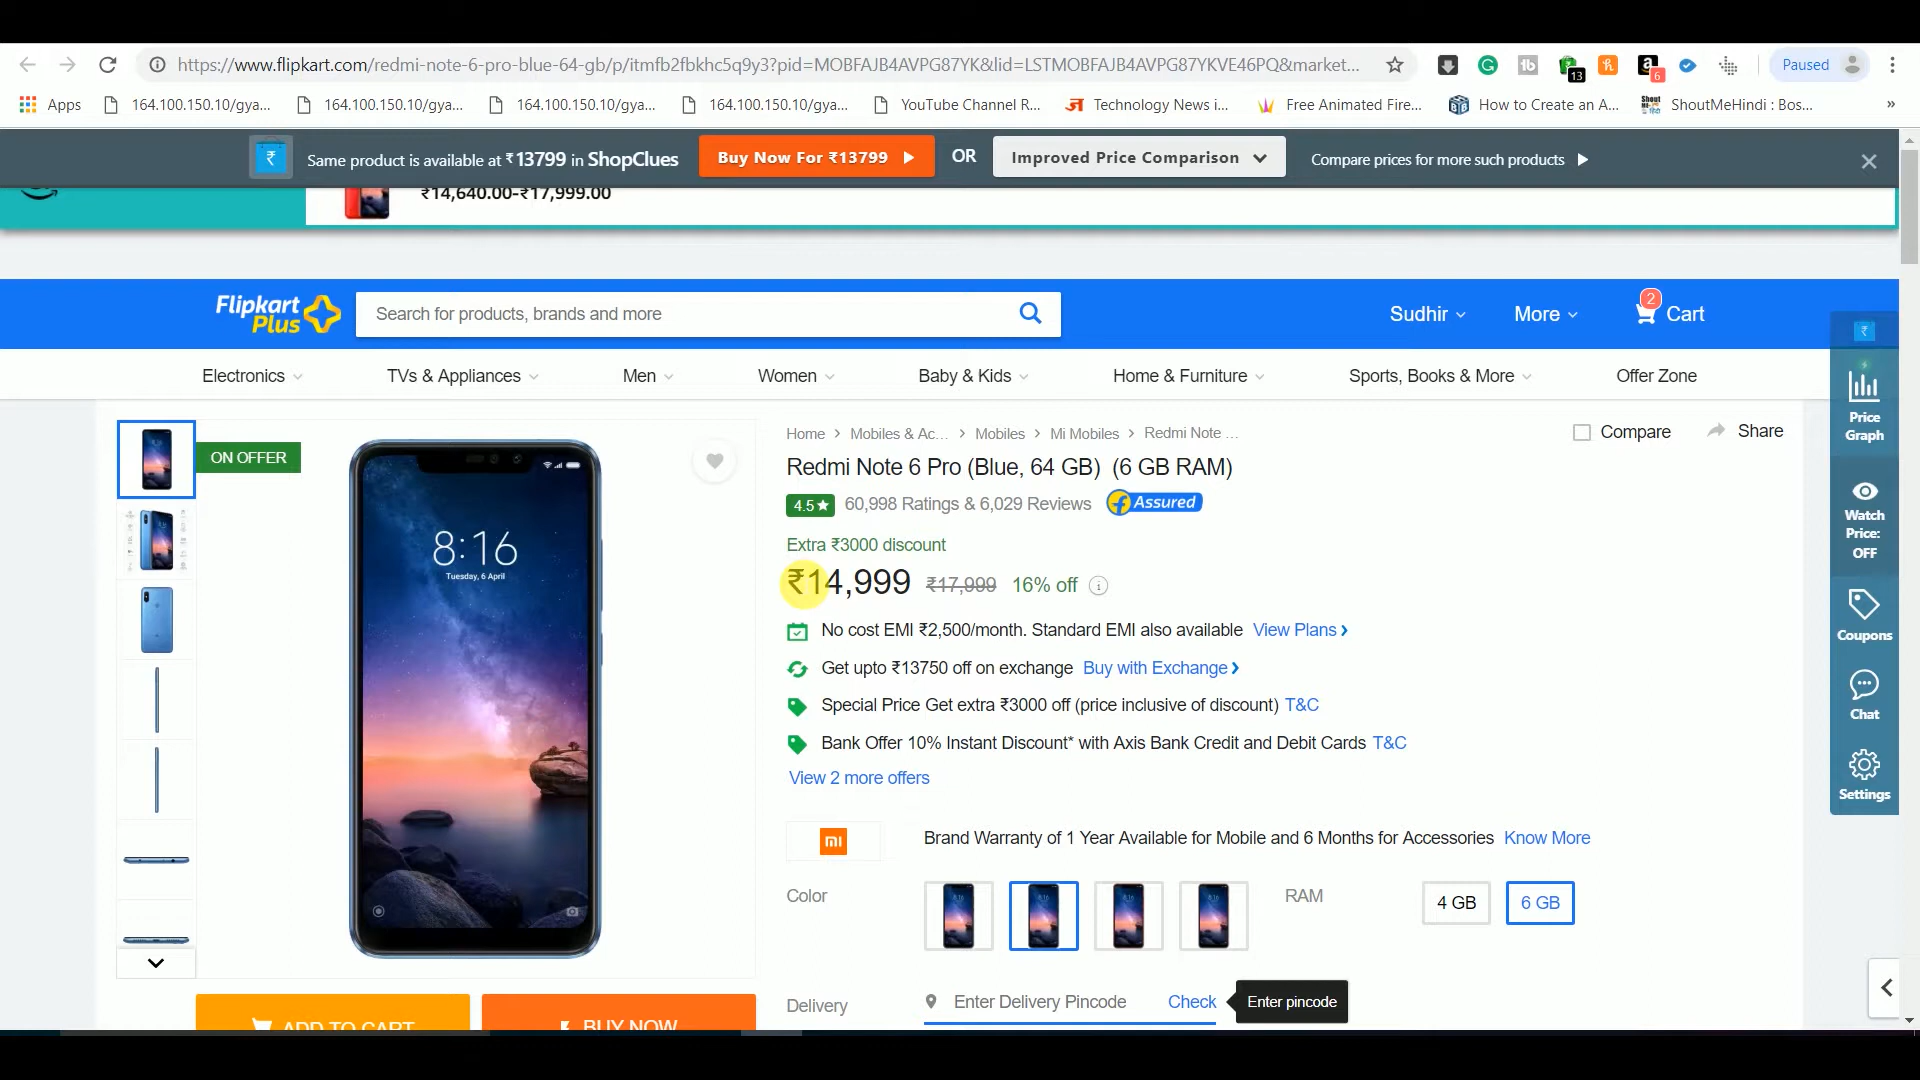 https://www.flipkart.com/redmi-note-6-pro-blue-64-gb/p/itmfb2fbkhc5q9y3?pid=MOBFAJB4AVPG87YK&lid=LSTMOBFAJB4AVPG87YKVE46PQ&market...
13
6
Paused
Apps
164.100.150.10/gya...
164.100.150.10/gya...
164.100.150.10/gya...
164.100.150.10/gya...
YouTube Channel R...
Technology News i...
Free Animated Fire...
How to Create an A...
ShoutMeHindi : Bos...
»
Same product is available at ₹13799 in ShopClues
Buy Now For ₹13799
OR
Improved Price Comparison
Compare prices for more such products
₹14,640.00-₹17,999.00
Flipkart
Plus
Search for products, brands and more
Sudhir
More
2
Cart
Electronics
TVs & Appliances
Men
Women
Baby & Kids
Home & Furniture
Sports, Books & More
Offer Zone
ON OFFER
8:16
Tuesday, 6 April
Home > Mobiles & Ac... > Mobiles > Mi Mobiles > Redmi Note ...
Compare
Share
Redmi Note 6 Pro (Blue, 64 GB) (6 GB RAM)
4.5★ 60,998 Ratings & 6,029 Reviews
Assured
Extra ₹3000 discount
₹14,999 ₹17,999 16% off
No cost EMI ₹2,500/month. Standard EMI also available View Plans
Get upto ₹13750 off on exchange Buy with Exchange
Special Price Get extra ₹3000 off (price inclusive of discount) T&C
Bank Offer 10% Instant Discount* with Axis Bank Credit and Debit Cards T&C
View 2 more offers
mi
Brand Warranty of 1 Year Available for Mobile and 6 Months for Accessories Know More
Color
RAM
4 GB
6 GB
Delivery
Enter Delivery Pincode
Check
Enter pincode
ADD TO CART
BUY NOW
₹
Price
Graph
Watch
Price:
OFF
Coupons
Chat
Settings